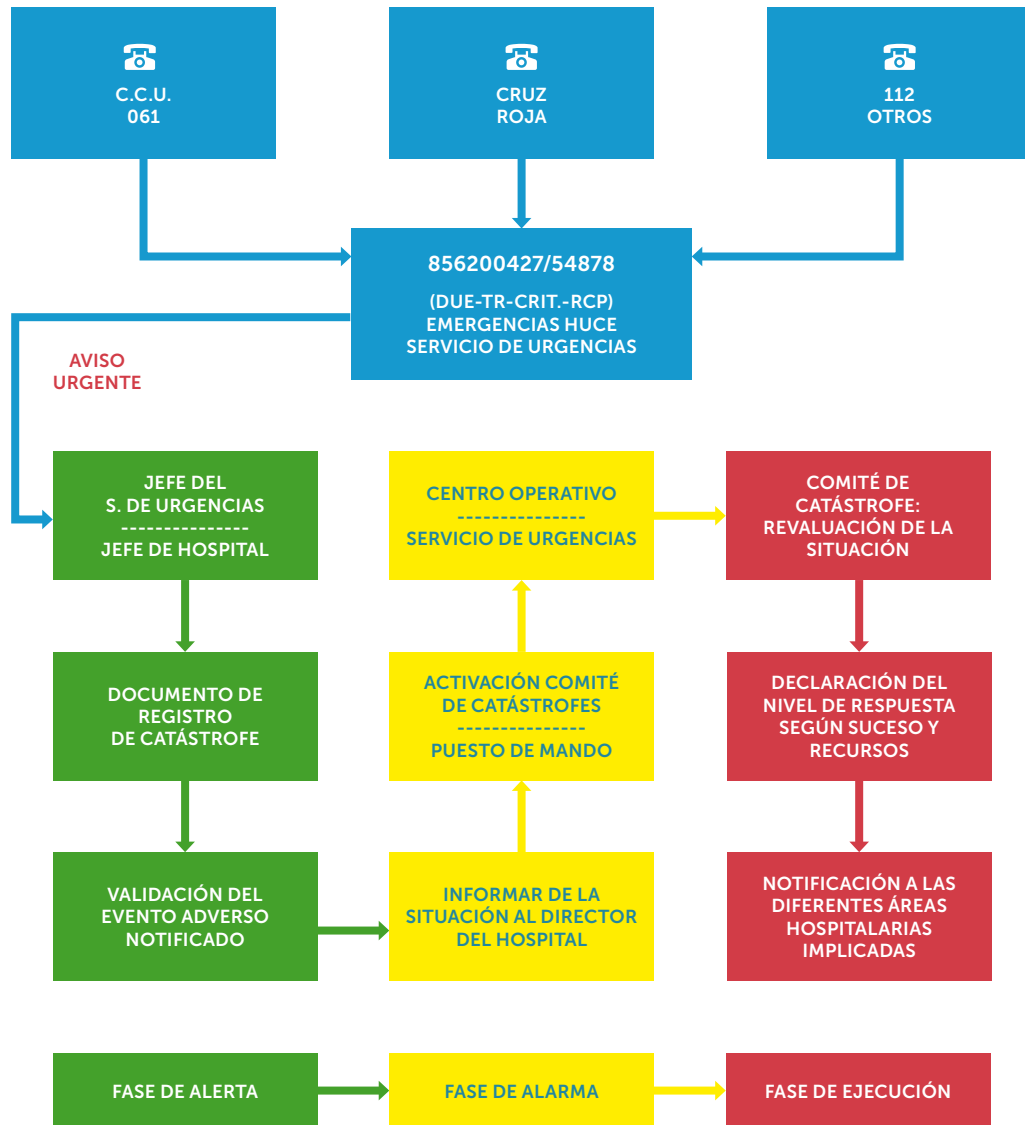 C.C.U.
061
CRUZ
ROJA
112
OTROS
856200427/54878
(DUE-TR-CRIT.-RCP)
EMERGENCIAS HUCE
SERVICIO DE URGENCIAS
AVISO
URGENTE
JEFE DEL
S. DE URGENCIAS
---------------
JEFE DE HOSPITAL
CENTRO OPERATIVO
---------------
SERVICIO DE URGENCIAS
COMITÉ DE
CATÁSTROFE:
REVALUACIÓN DE LA
SITUACIÓN
DOCUMENTO DE
REGISTRO
DE CATÁSTROFE
ACTIVACIÓN COMITÉ
DE CATÁSTROFES
---------------
PUESTO DE MANDO
DECLARACIÓN DEL
NIVEL DE RESPUESTA
SEGÚN SUCESO Y
RECURSOS
VALIDACIÓN DEL
EVENTO ADVERSO
NOTIFICADO
INFORMAR DE LA
SITUACIÓN AL DIRECTOR
DEL HOSPITAL
NOTIFICACIÓN A LAS
DIFERENTES ÁREAS
HOSPITALARIAS
IMPLICADAS
FASE DE ALERTA
FASE DE ALARMA
FASE DE EJECUCIÓN